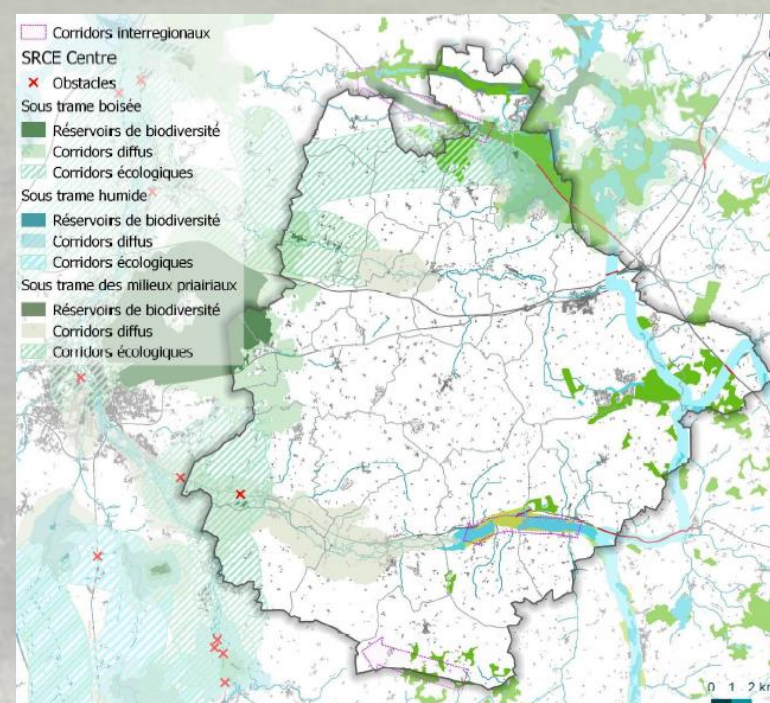 Corridors interregionaux
SRCE Centre
Obstacles
Sous trame boisée
Réservoirs de biodiversité
Corridors diffus
Corridors écologiques
Sous trame humide
Réservoirs de biodiversité
Corridors diffus
Corridors écologiques
Sous trame des milieux priairiaux
Réservoirs de biodiversité
Corridors diffus
Corridors écologiques
0 1 2 km